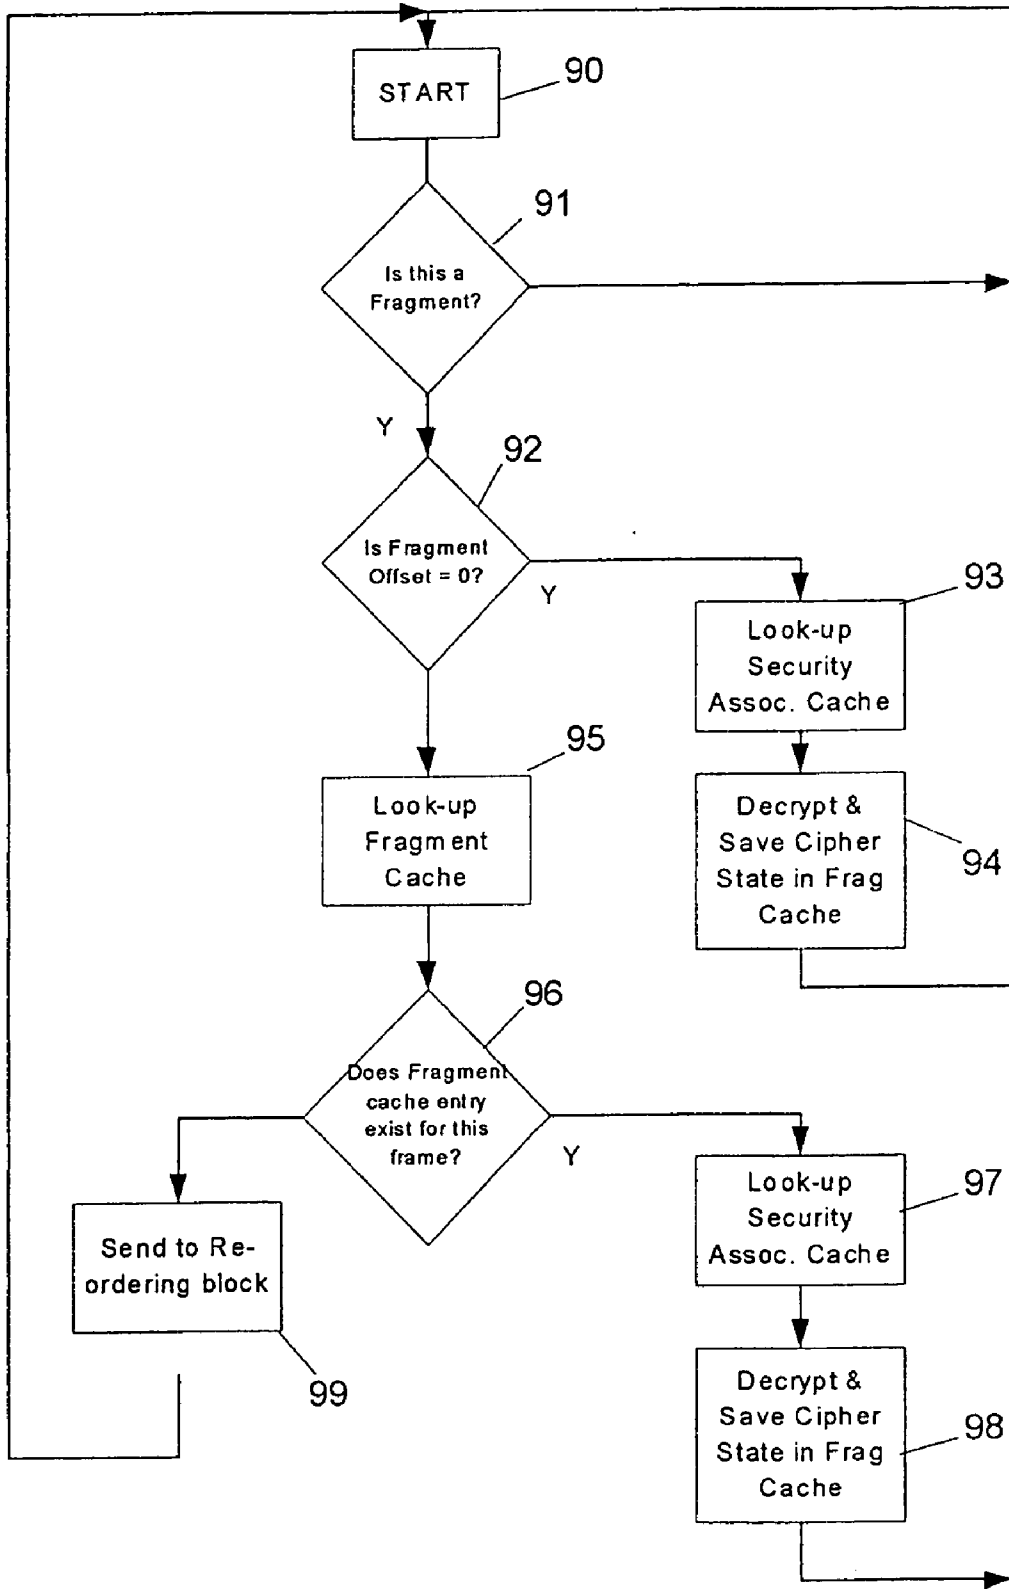 START
90
91
Is this a
Fragment?
Y
92
Is Fragment
Offset = 0?
Y
93
Look-up
Security
Assoc. Cache
95
Look-up
Fragment
Cache
Decrypt &
Save Cipher
State in Frag
Cache
94
96
Does Fragment
cache entry
exist for this
frame?
Y
97
Look-up
Security
Assoc. Cache
Send to Re-
ordering block
99
Decrypt &
Save Cipher
State in Frag
Cache
98